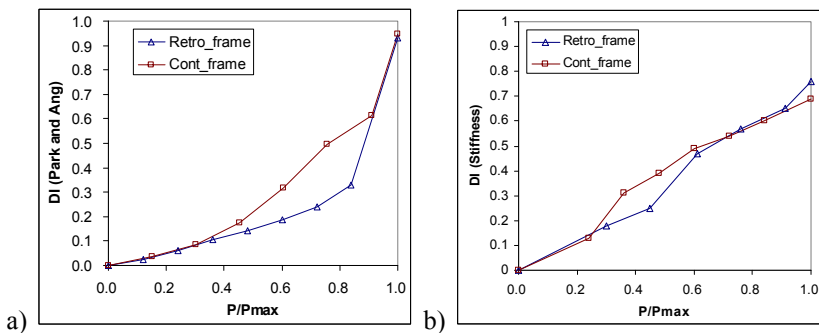 1.0
0.9
0.8
0.7
0.6
0.5
0.4
0.3
0.2
0.1
0.0
DI (Park and Ang)
Retro_frame
Cont_frame
0.0 0.2 0.4 0.6 0.8 1.0
P/Pmax
a)
1
0.9
0.8
0.7
0.6
0.5
0.4
0.3
0.2
0.1
0
DI (Stiffness)
Retro_frame
Cont_frame
0.0 0.2 0.4 0.6 0.8 1.0
P/Pmax
b)